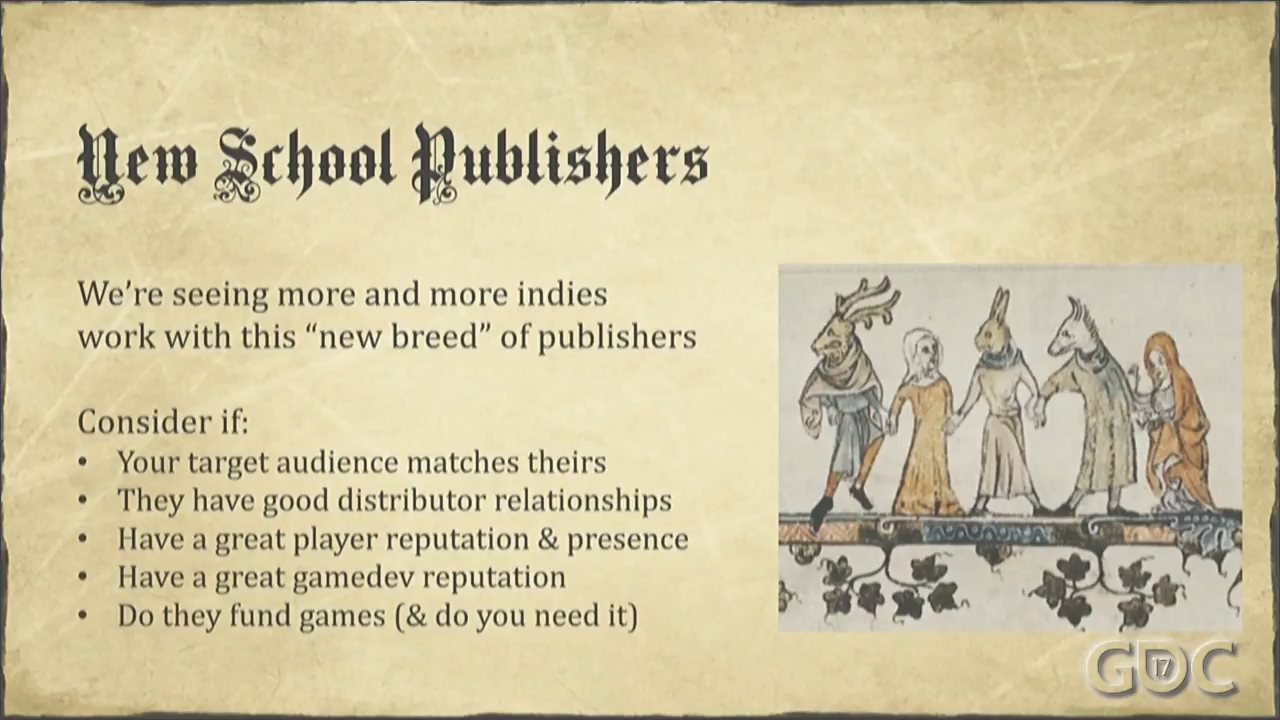 New School Publishers
We’re seeing more and more indies
work with this “new breed” of publishers
Consider if:
• Your target audience matches theirs
• They have good distributor relationships
• Have a great player reputation & presence
• Have a great gamedev reputation
• Do they fund games (& do you need it)
GDC
17